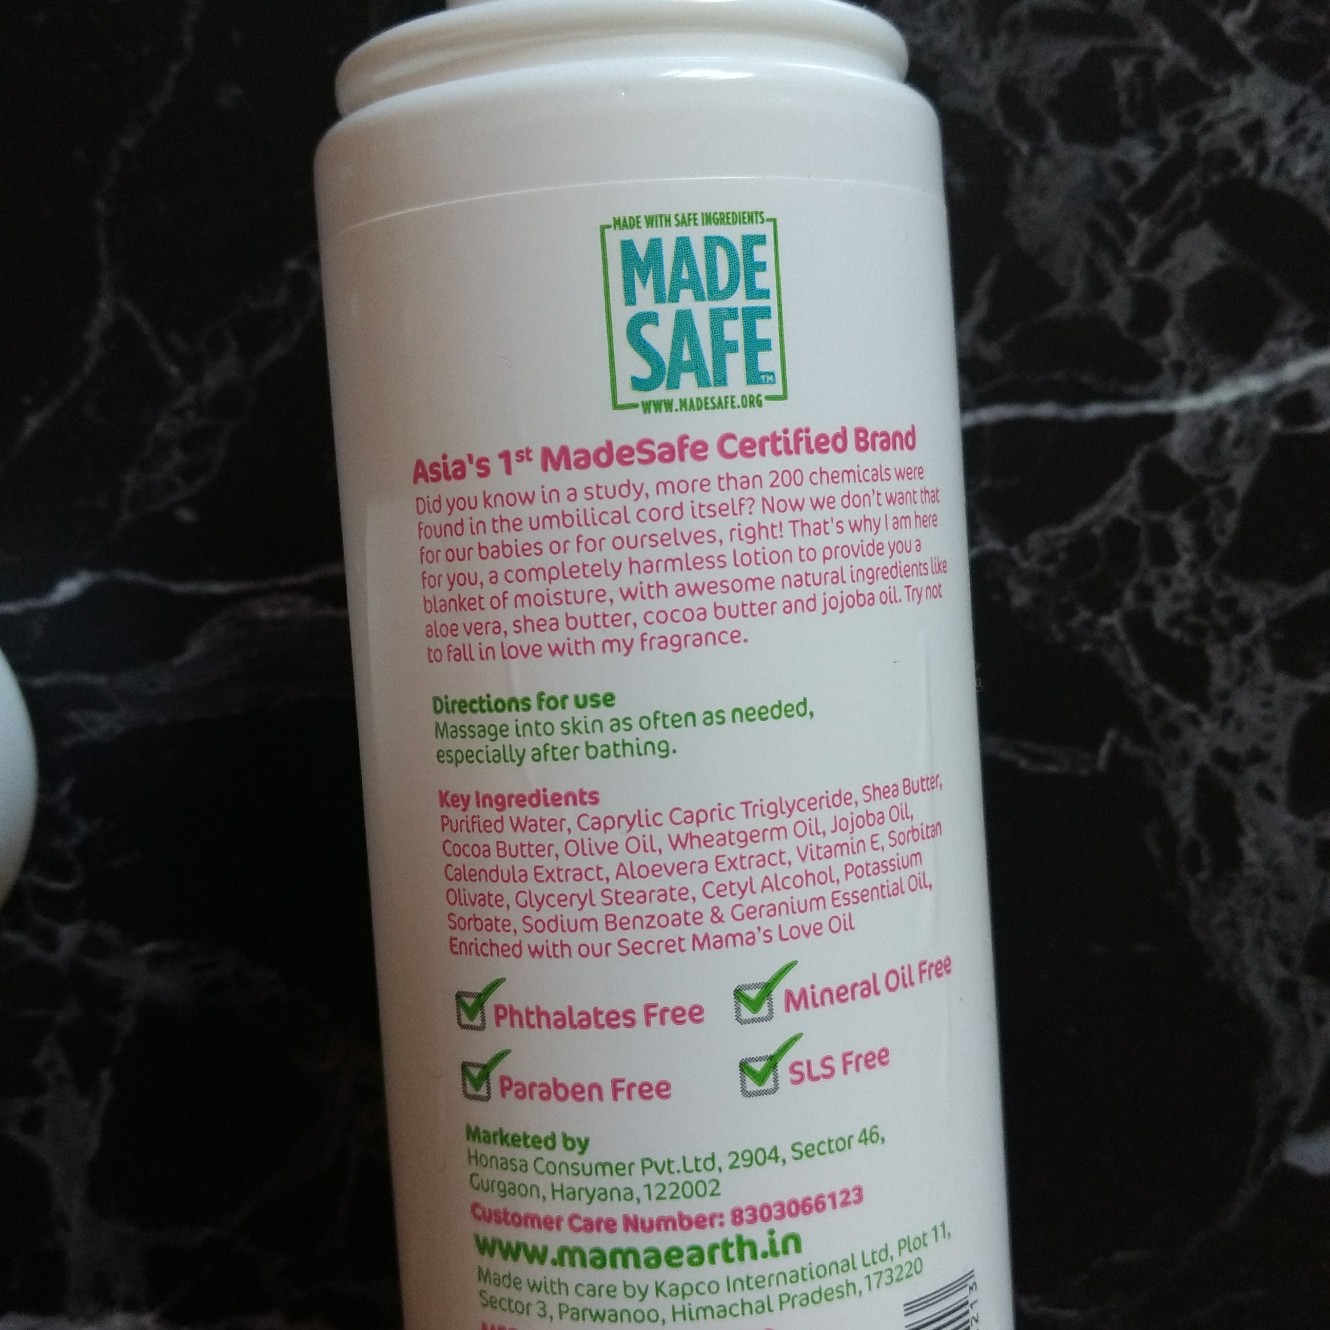 MADE WITH SAFE INGREDIENTS
MADE
SAFE™
WWW.MADESAFE.ORG
Asia's 1st MadeSafe Certified Brand
Did you know in a study, more than 200 chemicals were
found in the umbilical cord itself? Now we don't want that
for our babies or for ourselves, right! That's why I am here
for you, a completely harmless lotion to provide you a
blanket of moisture, with awesome natural ingredients like
aloe vera, shea butter, cocoa butter and jojoba oil. Try not
to fall in love with my fragrance.
Directions for use
Massage into skin as often as needed,
especially after bathing.
Key Ingredients
Purified Water, Caprylic Capric Triglyceride, Shea Butter,
Cocoa Butter, Olive Oil, Wheatgerm Oil, Jojoba Oil,
Calendula Extract, Aloevera Extract, Vitamin E, Sorbitan
Olivate, Glyceryl Stearate, Cetyl Alcohol, Potassium
Sorbate, Sodium Benzoate & Geranium Essential Oil,
Enriched with our Secret Mama's Love Oil
Phthalates Free
Mineral Oil Free
Paraben Free
SLS Free
Marketed by
Honasa Consumer Pvt.Ltd, 2904, Sector 46,
Gurgaon, Haryana, 122002
Customer Care Number: 8303066123
www.mamaearth.in
Made with care by Kapco International Ltd, Plot 11,
Sector 3, Parwanoo, Himachal Pradesh, 173220